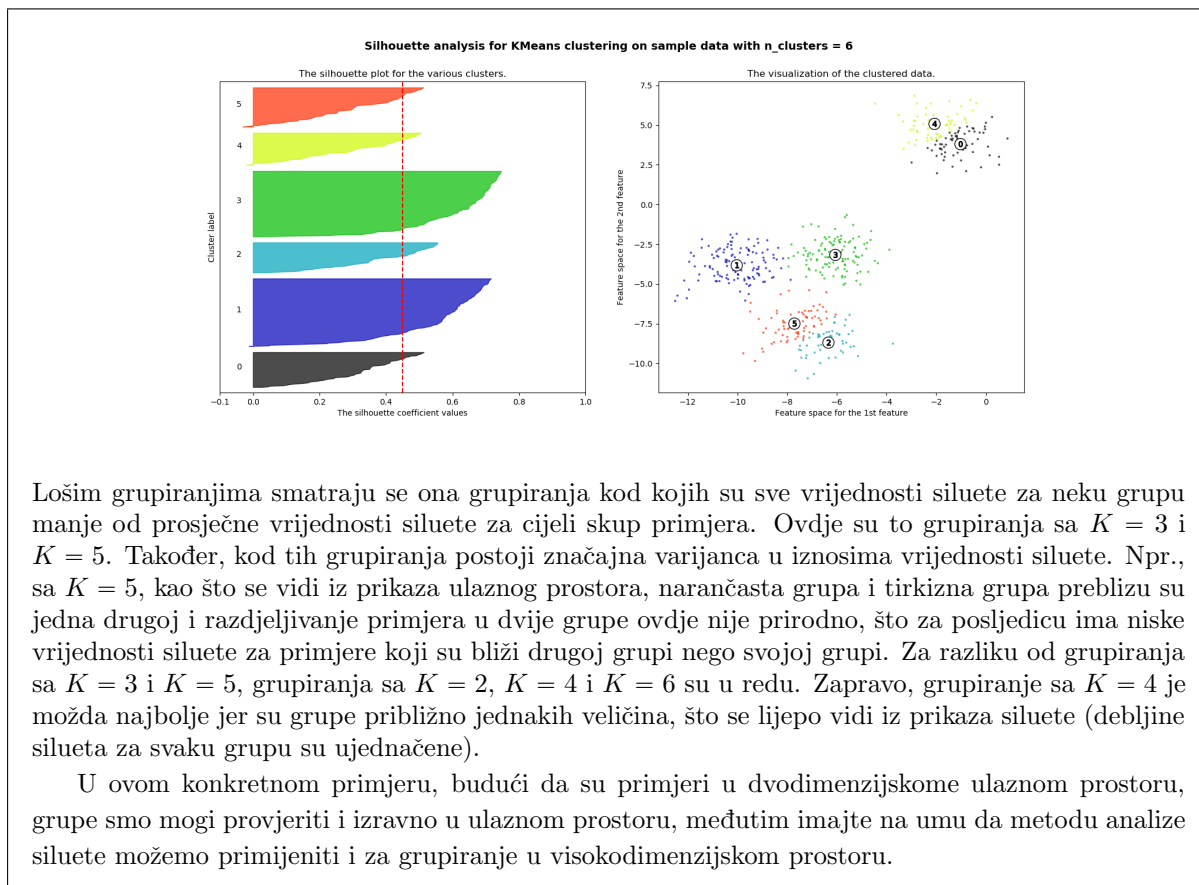 Silhouette analysis for KMeans clustering on sample data with n_clusters = 6
The silhouette plot for the various clusters.
Cluster label
5
4
3
2
1
0
−0.1 0.0 0.2 0.4 0.6 0.8 1.0
The silhouette coefficient values
The visualization of the clustered data.
Feature space for the 2nd feature
7.5
5.0
2.5
0.0
−2.5
−5.0
−7.5
−10.0
4
0
1
3
5
2
−12 −10 −8 −6 −4 −2 0
Feature space for the 1st feature
Lošim grupiranjima smatraju se ona grupiranja kod kojih su sve vrijednosti siluete za neku grupu
manje od prosječne vrijednosti siluete za cijeli skup primjera. Ovdje su to grupiranja sa K = 3 i
K = 5. Također, kod tih grupiranja postoji značajna varijanca u iznosima vrijednosti siluete. Npr.,
sa K = 5, kao što se vidi iz prikaza ulaznog prostora, narančasta grupa i tirkizna grupa preblizu su
jedna drugoj i razdjeljivanje primjera u dvije grupe ovdje nije prirodno, što za posljedicu ima niske
vrijednosti siluete za primjere koji su bliži drugoj grupi nego svojoj grupi. Za razliku od grupiranja
sa K = 3 i K = 5, grupiranja sa K = 2, K = 4 i K = 6 su u redu. Zapravo, grupiranje sa K = 4 je
možda najbolje jer su grupe približno jednakih veličina, što se lijepo vidi iz prikaza siluete (debljine
silueta za svaku grupu su ujednačene).
U ovom konkretnom primjeru, budući da su primjeri u dvodimenzijskome ulaznom prostoru,
grupe smo mogi provjeriti i izravno u ulaznom prostoru, međutim imajte na umu da metodu analize
siluete možemo primijeniti i za grupiranje u visokodimenzijskom prostoru.